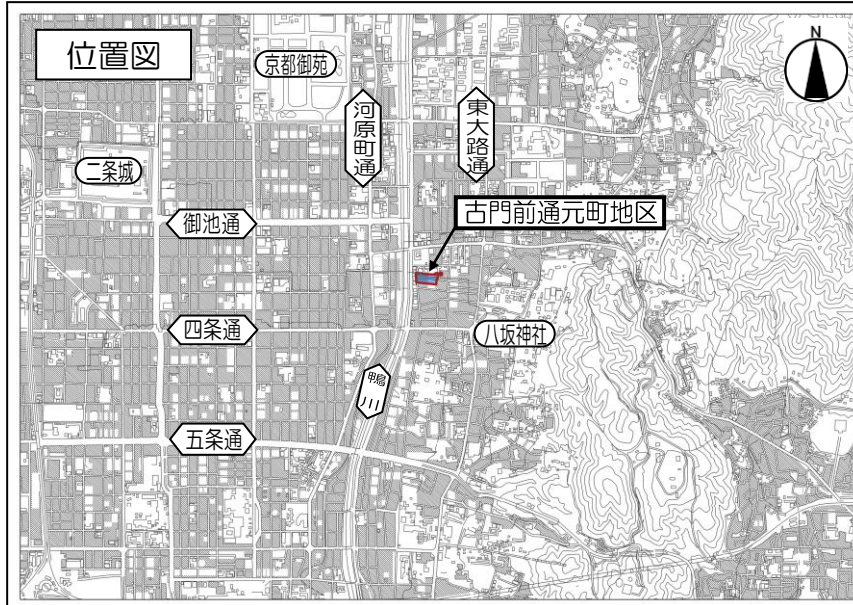 位置図
京都御苑
N
河原町通
東大路通
二条城
古門前通元町地区
御池通
四条通
八坂神社
鴨川
五条通